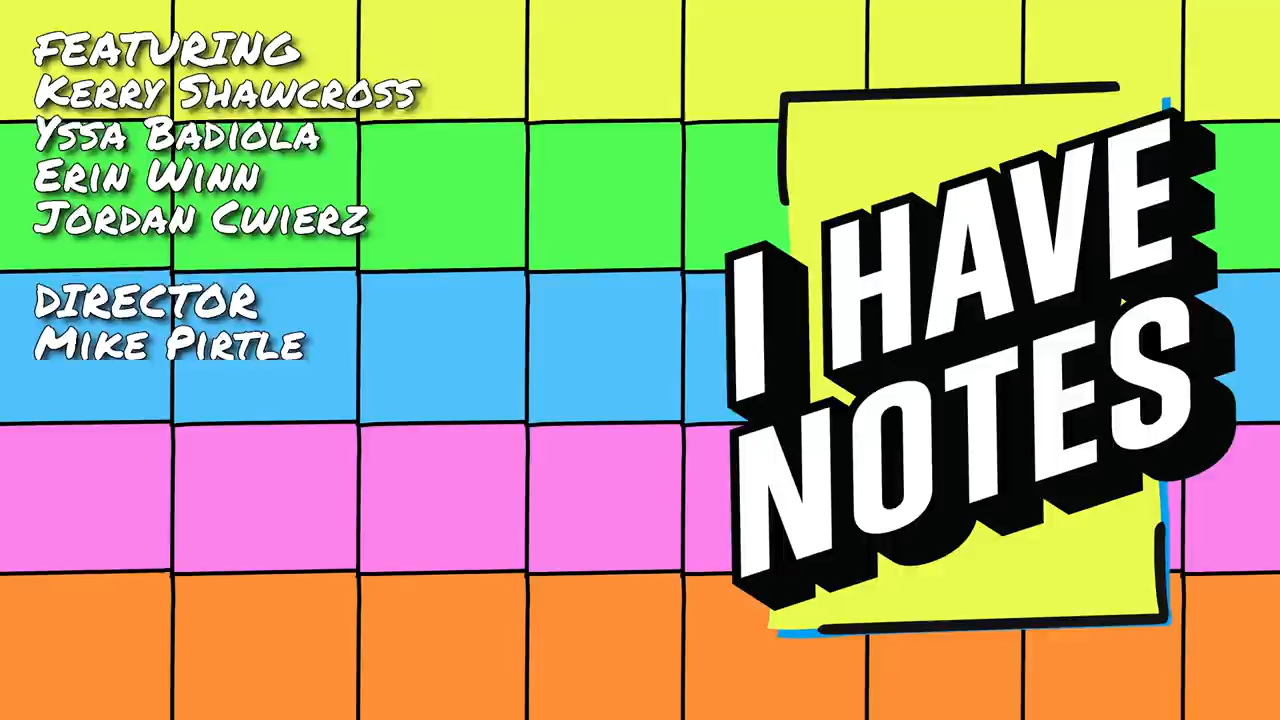 FEATURING
KERRY SHAWCROSS
YSSA BADIOLA
ERIN WINN
JORDAN CWIERZ
DIRECTOR
MIKE PIRTLE
I HAVE
NOTES